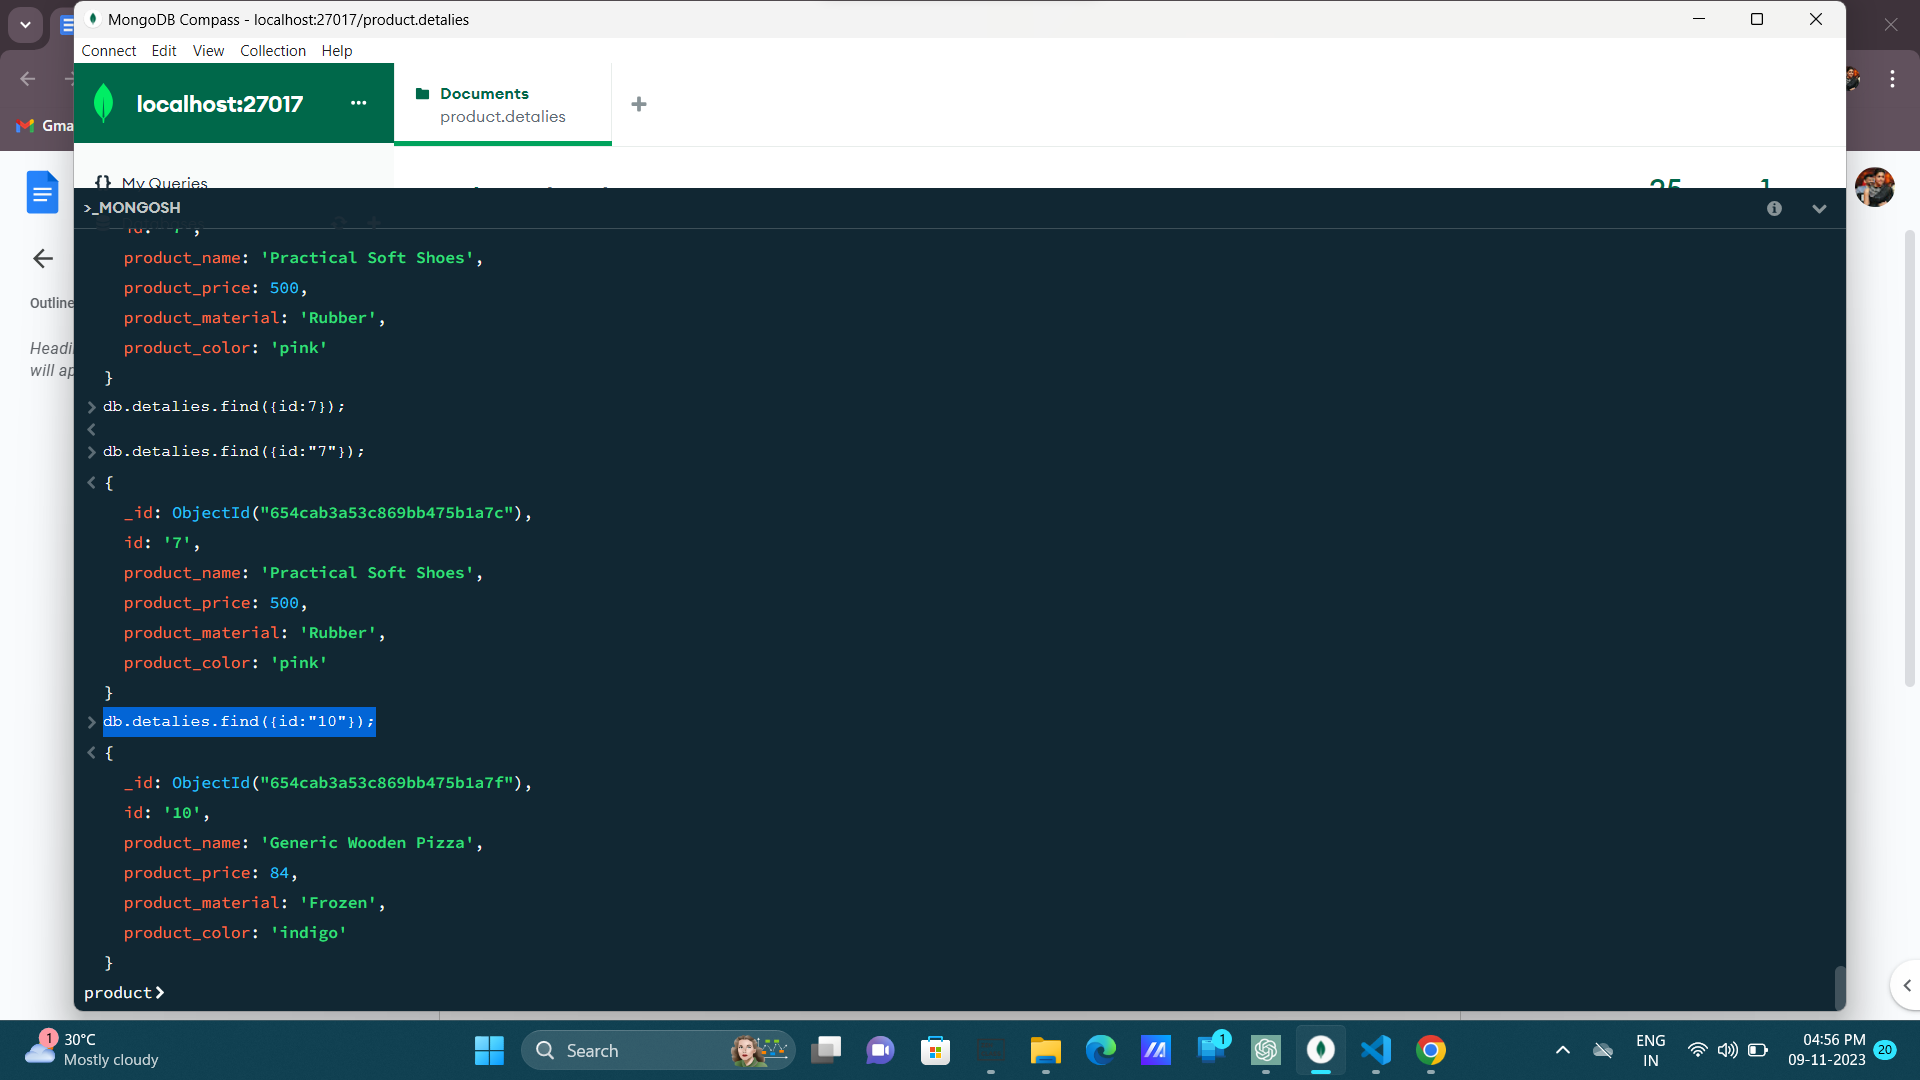 MongoDB Compass - localhost:27017/product.detalies
Connect Edit View Collection Help
Gma
localhost:27017 ...
Documents
product.detalies
{} My Queries
>_MONGOSH
product_name: 'Practical Soft Shoes',
product_price: 500,
product_material: 'Rubber',
product_color: 'pink'
}
> db.detalies.find({id:7});
<
> db.detalies.find({id:"7"});
< {
_id: ObjectId("654cab3a53c869bb475b1a7c"),
id: '7',
product_name: 'Practical Soft Shoes',
product_price: 500,
product_material: 'Rubber',
product_color: 'pink'
}
> db.detalies.find({id:"10"});
< {
_id: ObjectId("654cab3a53c869bb475b1a7f"),
id: '10',
product_name: 'Generic Wooden Pizza',
product_price: 84,
product_material: 'Frozen',
product_color: 'indigo'
}
product>
Outline
Headi
will ap
1
30°C
Mostly cloudy
Search
1
ENG
IN
04:56 PM
09-11-2023
20